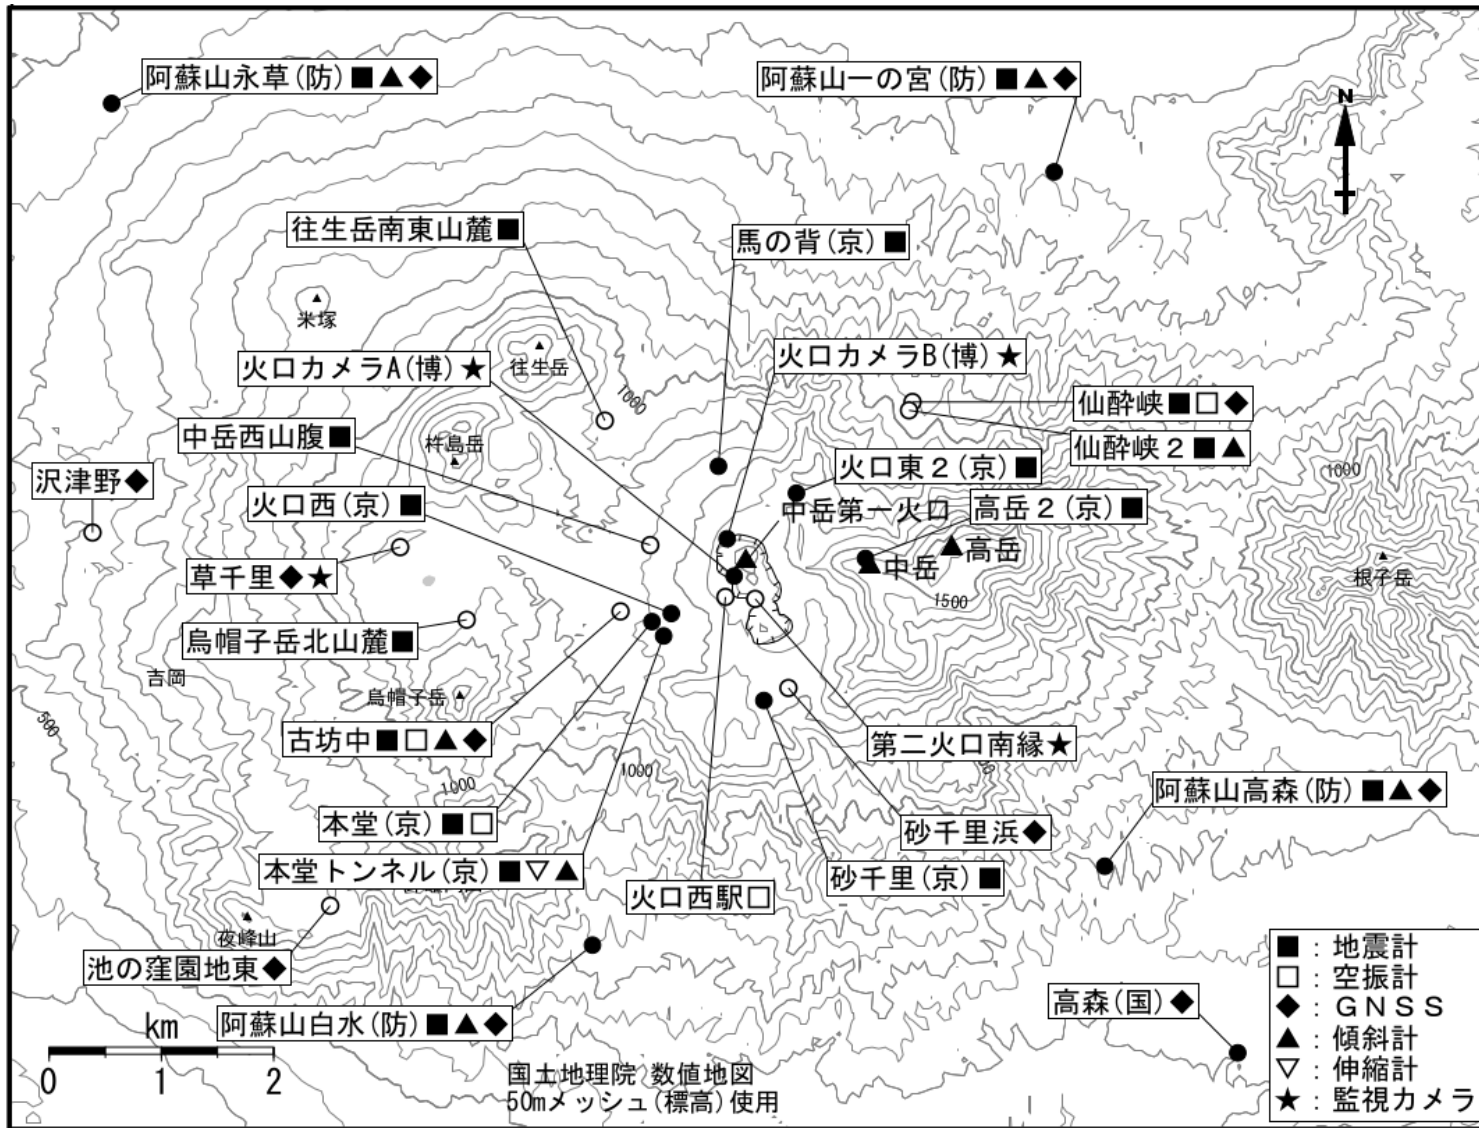 阿蘇山永草(防)■▲◆
阿蘇山一の宮(防)■▲◆
N
往生岳南東山麓■
馬の背(京)■
米塚
往生岳
火口カメラA(博)★
火口カメラB(博)★
1000
仙酔峡■□◆
仙酔峡2■▲
中岳西山腹■
杵島岳
沢津野◆
火口西(京)■
火口東2(京)■
1000
中岳第一火口
高岳2(京)■
高岳
中岳
根子岳
草千里◆★
1500
烏帽子岳北山麓■
吉岡
烏帽子岳
500
古坊中■□▲◆
第二火口南縁★
1000
1000
阿蘇山高森(防)■▲◆
本堂(京)■□
砂千里浜◆
本堂トンネル(京)■▽▲
火口西駅□
砂千里(京)■
夜峰山
池の窪園地東◆
高森(国)◆
阿蘇山白水(防)■▲◆
km
0 1 2
国土地理院 数値地図
50mメッシュ(標高)使用
■:地震計
□:空振計
◆:GNSS
▲:傾斜計
▽:伸縮計
★:監視カメラ